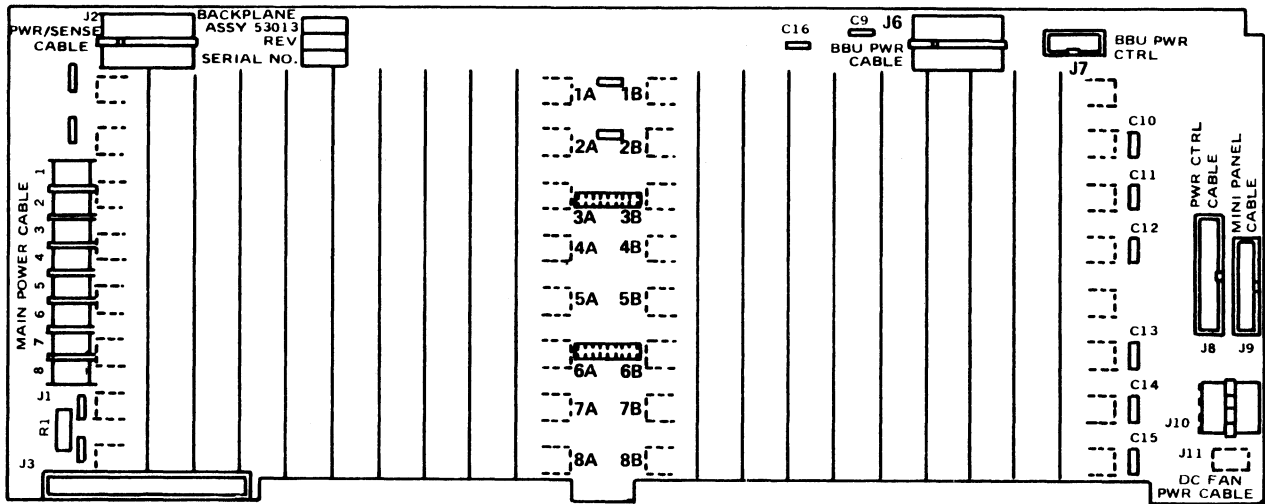 J2
PWR/SENSE
CABLE
BACKPLANE
ASSY 53013
REV
SERIAL NO.
C16
C9
J6
BBU PWR
CABLE
BBU PWR
CTRL
J7
1A 1B
2A 2B
3A 3B
4A 4B
5A 5B
6A 6B
7A 7B
8A 8B
MAIN POWER CABLE
1
2
3
4
5
6
7
8
J1
R1
J3
C10
C11
C12
C13
C14
C15
PWR CTRL
CABLE
MINI PANEL
CABLE
J8
J9
J10
J11
DC FAN
PWR CABLE